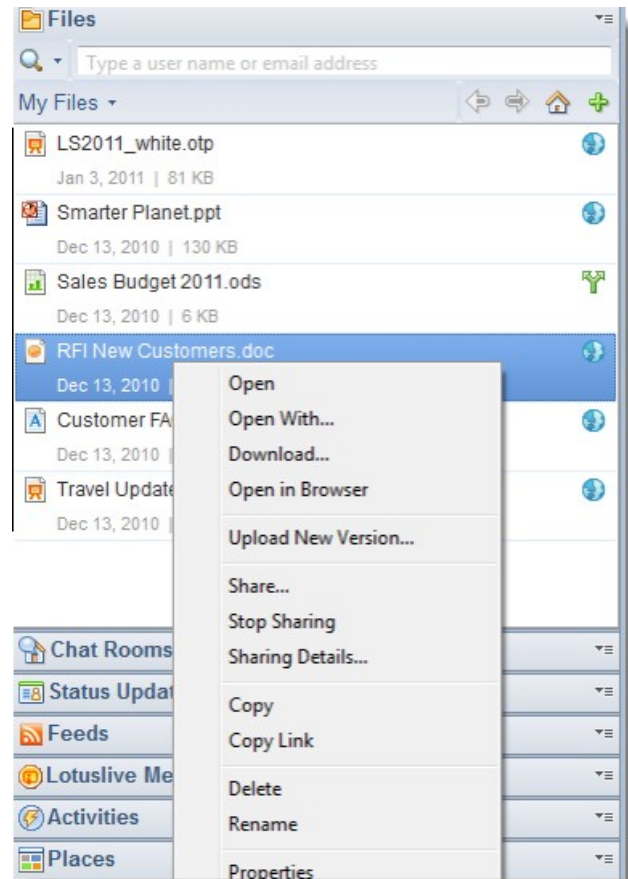 Files
Type a user name or email address
My Files
LS2011_white.otp
Jan 3, 2011 | 81 KB
Smarter Planet.ppt
Dec 13, 2010 | 130 KB
Sales Budget 2011.ods
Dec 13, 2010 | 6 KB
RFI New Customers.doc
Dec 13, 2010 |
Customer FA
Dec 13, 2010 |
Travel Update
Dec 13, 2010 |
Open
Open With...
Download...
Open in Browser
Upload New Version...
Share...
Stop Sharing
Sharing Details...
Copy
Copy Link
Delete
Rename
Properties
Chat Rooms
Status Updat
Feeds
Lotuslive Me
Activities
Places